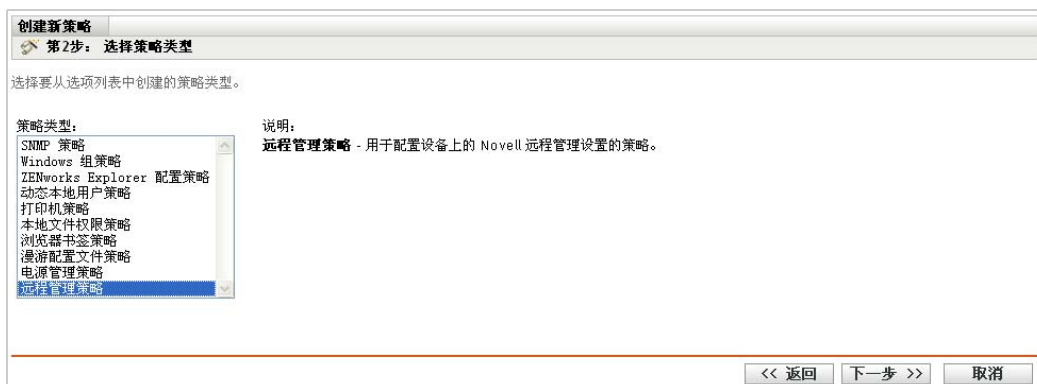 创建新策略
第2步： 选择策略类型
选择要从选项列表中创建的策略类型。
策略类型：
SNMP 策略
Windows 组策略
ZENworks Explorer 配置策略
动态本地用户策略
打印机策略
本地文件权限策略
浏览器书签策略
漫游配置文件策略
电源管理策略
远程管理策略
说明：
远程管理策略 - 用于配置设备上的 Novell 远程管理设置的策略。
<< 返回
下一步 >>
取消